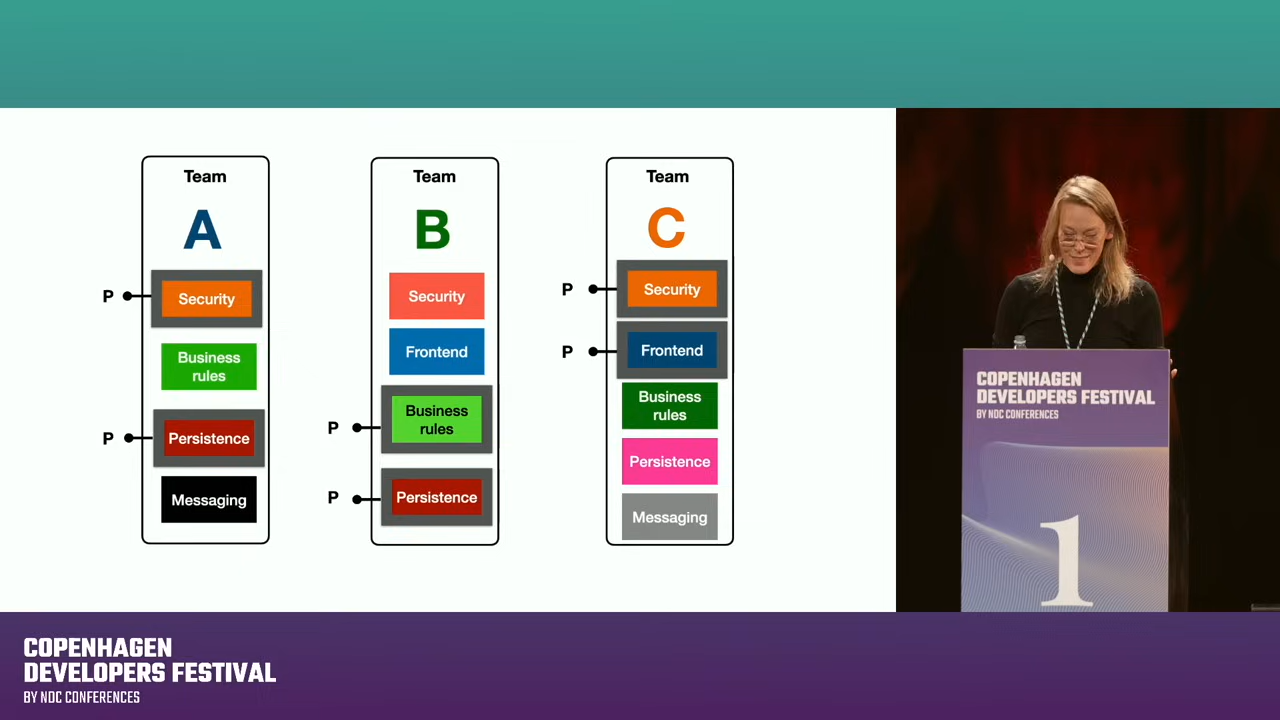 Team
A
P
Security
Business
rules
P
Persistence
Messaging
Team
B
Security
Frontend
P
Business
rules
P
Persistence
Team
C
P
Security
P
Frontend
Business
rules
Persistence
Messaging
COPENHAGEN
DEVELOPERS FESTIVAL
BY NDC CONFERENCES
1
COPENHAGEN
DEVELOPERS FESTIVAL
BY NDC CONFERENCES